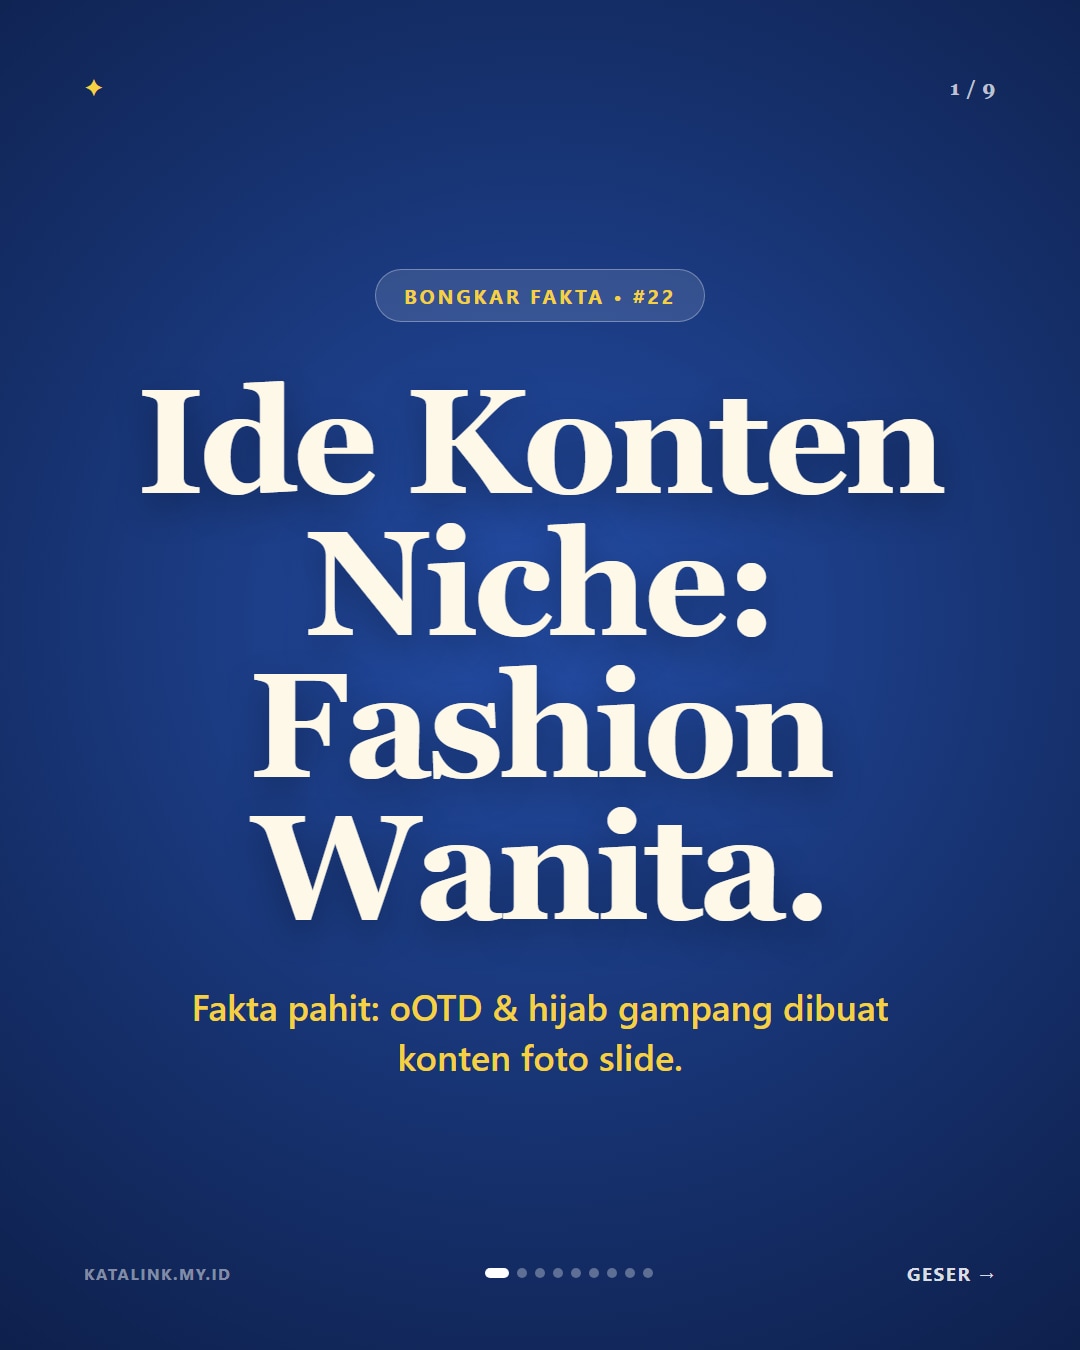 1 / 9
BONGKAR FAKTA • #22
Ide Konten
Niche:
Fashion
Wanita.
Fakta pahit: oOTD & hijab gampang dibuat
konten foto slide.
KATALINK.MY.ID
GESER →